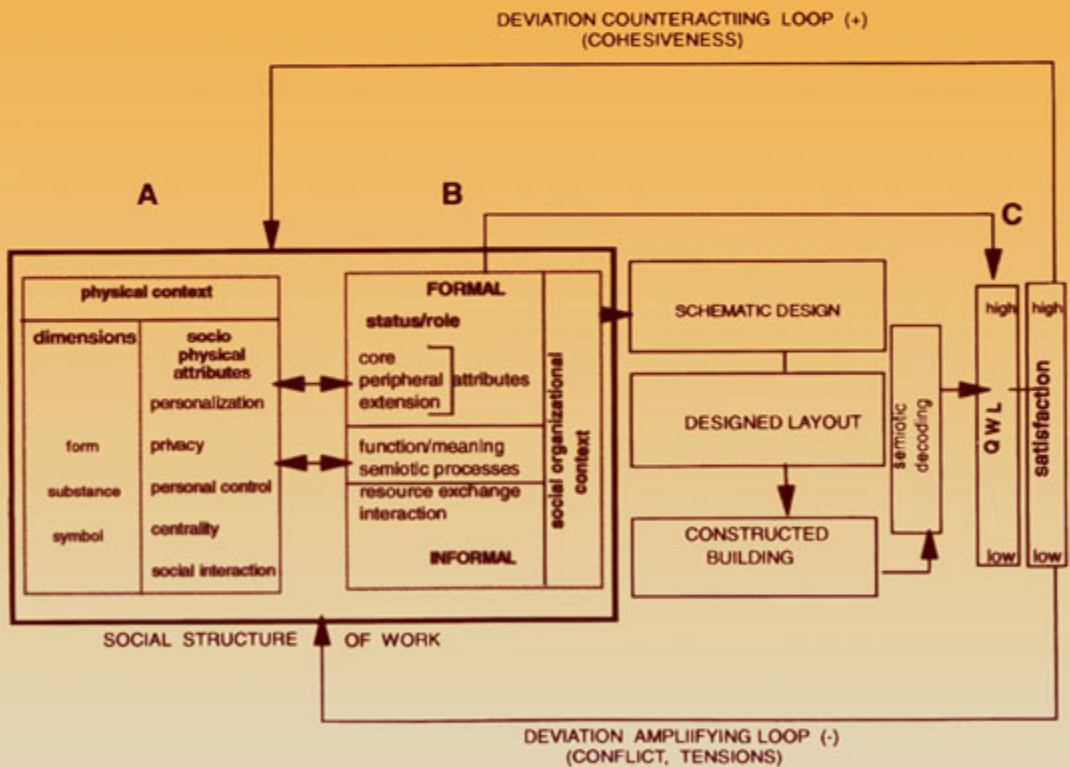 DEVIATION COUNTERACTIING LOOP (+)
(COHESIVENESS)
A
B
C
physical context
dimensions
form
substance
symbol
socio
physical
attributes
personalization
privacy
personal control
centrality
social interaction
FORMAL
status/role
core
peripheral attributes
extension
function/meaning
semiotic processes
resource exchange
interaction
INFORMAL
social organizational
context
SCHEMATIC DESIGN
DESIGNED LAYOUT
CONSTRUCTED
BUILDING
semiotic
decoding
high
QWL
low
high
satisfaction
low
SOCIAL STRUCTURE OF WORK
DEVIATION AMPLIIFYING LOOP (-)
(CONFLICT, TENSIONS)